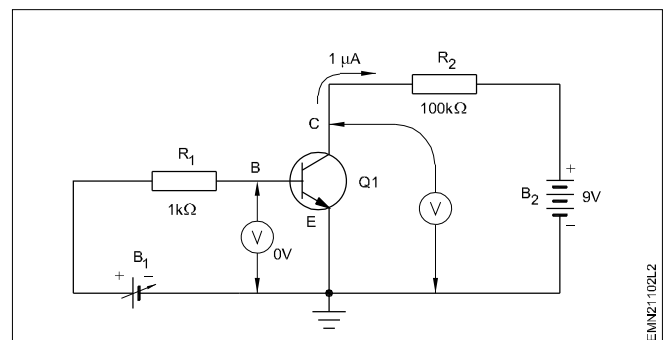 1 μA
R2
100kΩ
C
R1
B
1kΩ
Q1
E
V
0V
V
B2
+
9V
−
B1
+
−
EMN21102L2